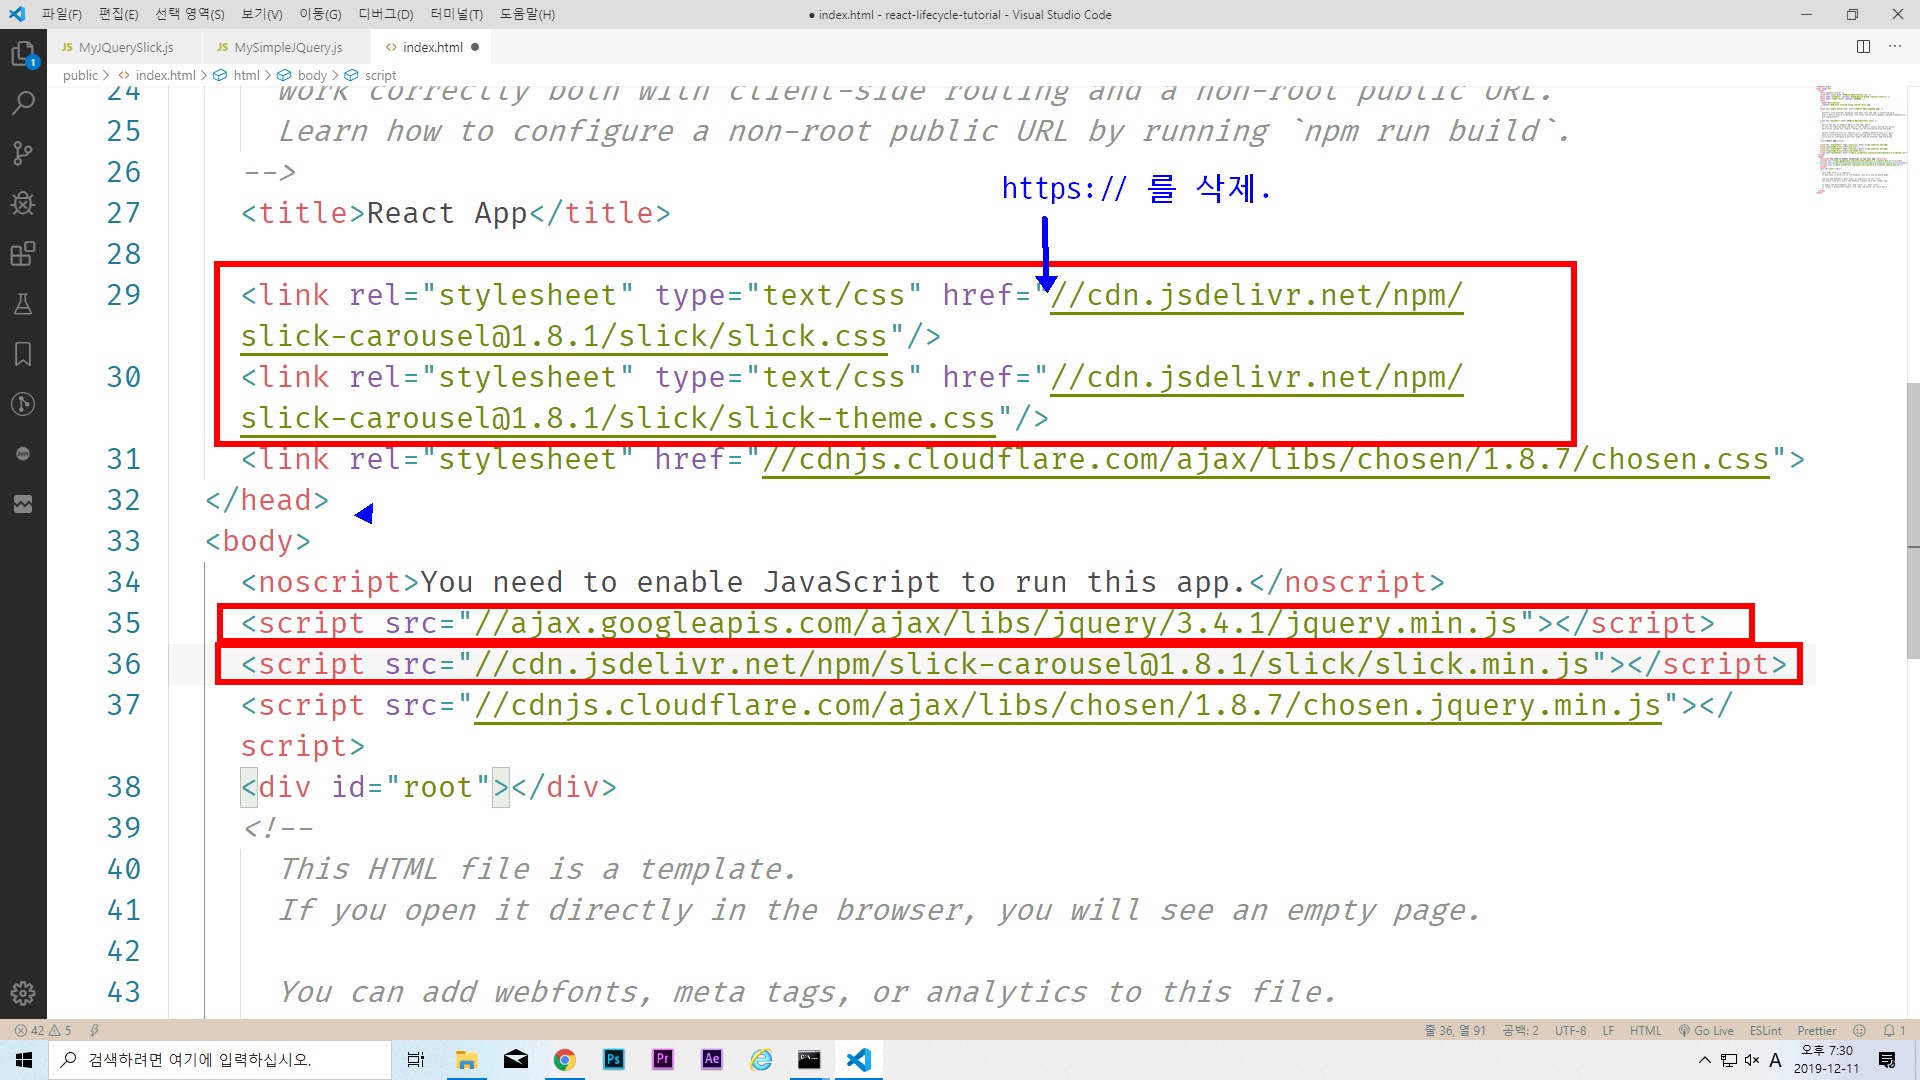 파일(F) 편집(E) 선택 영역(S) 보기(V) 이동(G) 디버그(D) 터미널(T) 도움말(H)
● index.html - react-lifecycle-tutorial - Visual Studio Code
JS MyJQuerySlick.js
JS MySimpleJQuery.js
<> index.html ●
public > <> index.html > html > body > script
1
24 work correctly both with client-side routing and a non-root public URL.
25 Learn how to configure a non-root public URL by running `npm run build`.
26 -->
https:// 를 삭제.
27 <title>React App</title>
28
29 <link rel="stylesheet" type="text/css" href="//cdn.jsdelivr.net/npm/
slick-carousel@1.8.1/slick/slick.css"/>
30 <link rel="stylesheet" type="text/css" href="//cdn.jsdelivr.net/npm/
slick-carousel@1.8.1/slick/slick-theme.css"/>
31 <link rel="stylesheet" href="//cdnjs.cloudflare.com/ajax/libs/chosen/1.8.7/chosen.css">
32 </head>
33 <body>
34 <noscript>You need to enable JavaScript to run this app.</noscript>
35 <script src="//ajax.googleapis.com/ajax/libs/jquery/3.4.1/jquery.min.js"></script>
36 <script src="//cdn.jsdelivr.net/npm/slick-carousel@1.8.1/slick/slick.min.js"></script>
37 <script src="//cdnjs.cloudflare.com/ajax/libs/chosen/1.8.7/chosen.jquery.min.js"></
script>
38 <div id="root"></div>
39 <!--
40 This HTML file is a template.
41 If you open it directly in the browser, you will see an empty page.
42
43 You can add webfonts, meta tags, or analytics to this file.
42 5
줄 36, 열 91 공백: 2 UTF-8 LF HTML Go Live ESLint Prettier 1
검색하려면 여기에 입력하십시오.
Ps Pr Ae
A
오후 7:30
2019-12-11